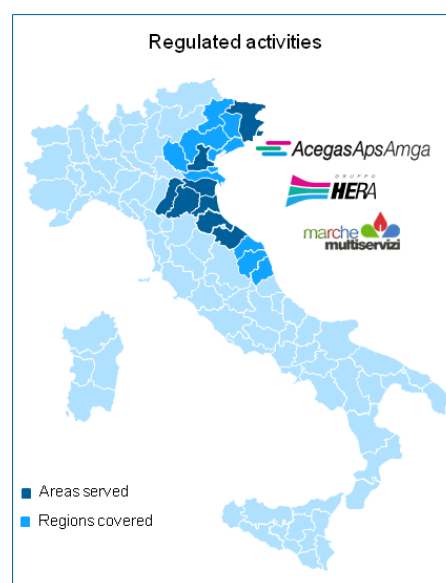 Regulated activities
AcegasApsAmga
GRUPPO
HERA
marche
multiservizi
Areas served
Regions covered